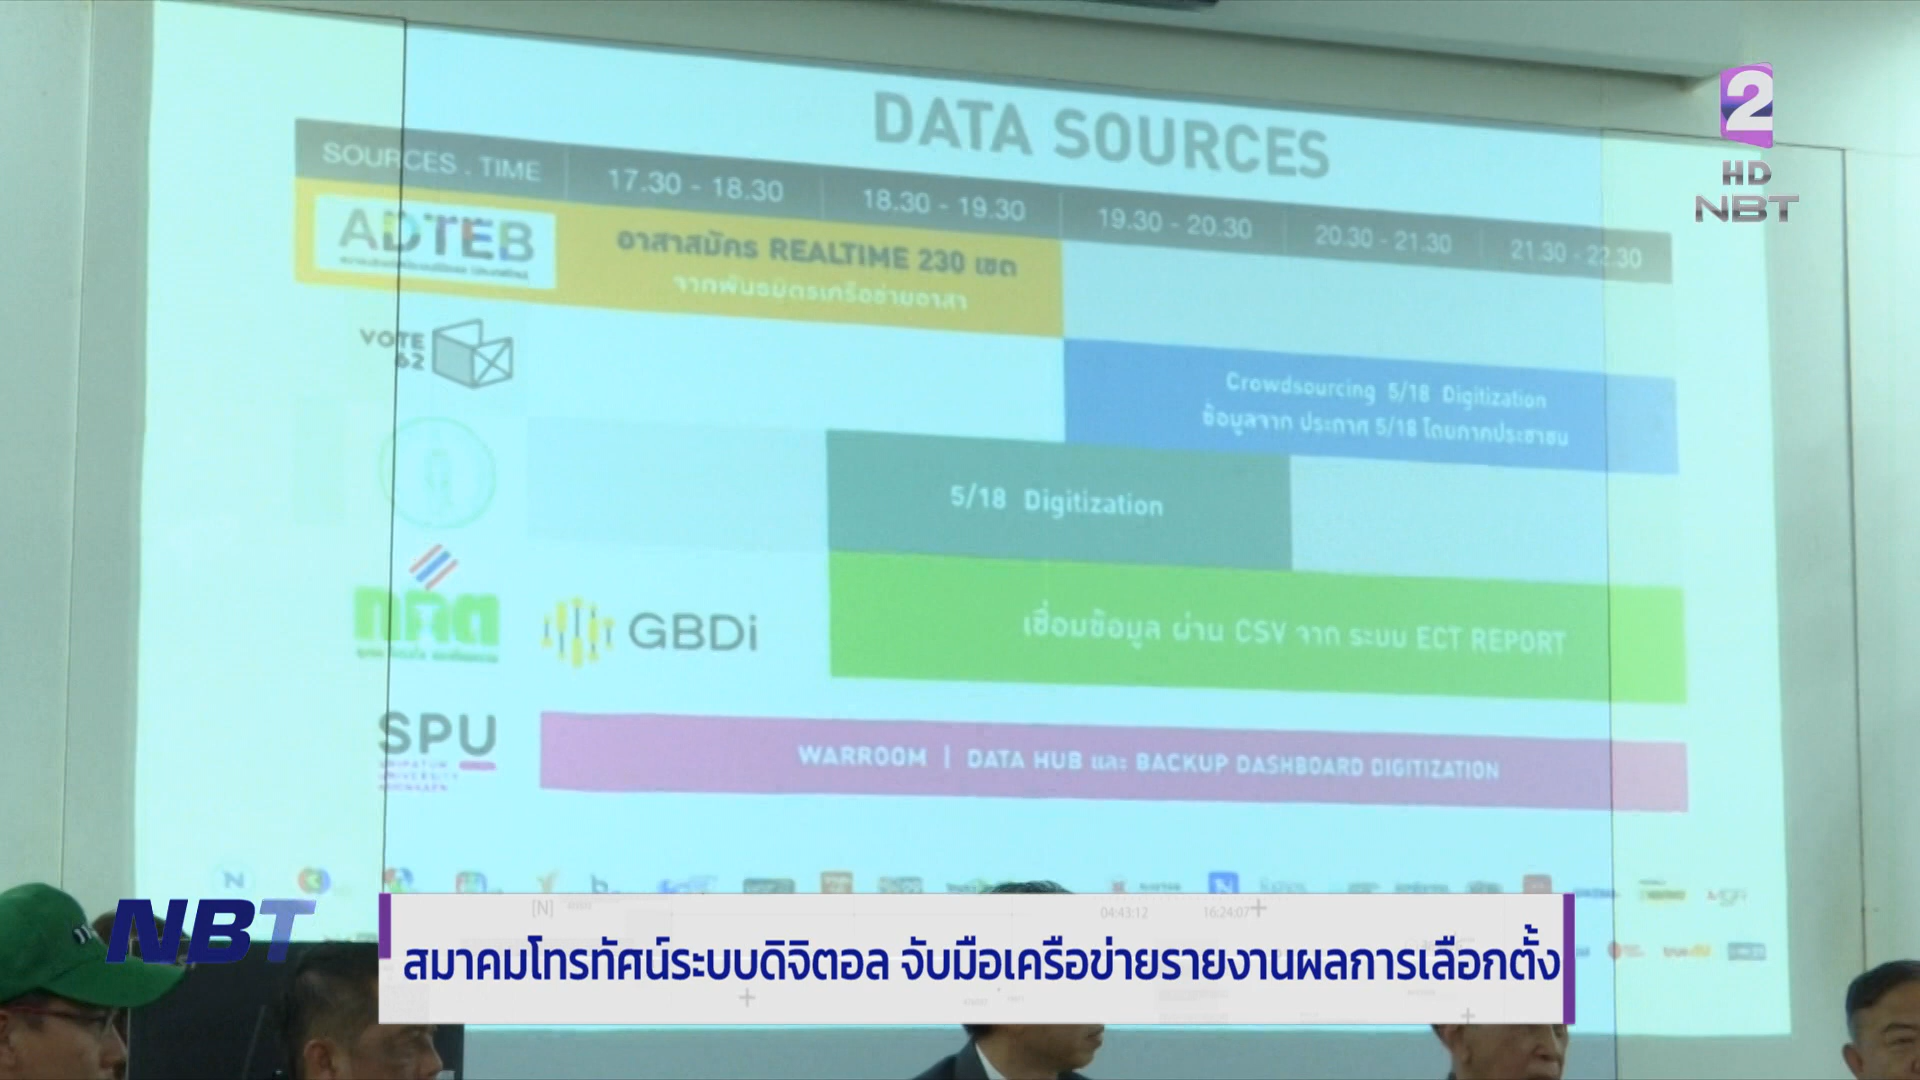 2
HD
NBT
DATA SOURCES
SOURCES . TIME
17.30 - 18.30
18.30 - 19.30
19.30 - 20.30
20.30 - 21.30
21.30 - 22.30
ADTEB
อาสาสมัคร REALTIME 230 เขต
จากพันธมิตรเครือข่ายอาสา
VOTE
62
Crowdsourcing 5/18 Digitization
ข้อมูลจาก ประกาศ 5/18 โดยภาคประชาชน
5/18 Digitization
กกต
GBDi
เชื่อมข้อมูล ผ่าน CSV จาก ระบบ ECT REPORT
SPU
SRIPATUM
UNIVERSITY
WARROOM | DATA HUB และ BACKUP DASHBOARD DIGITIZATION
[N]
04:43:12
16:24:07
NBT
สมาคมโทรทัศน์ระบบดิจิตอล จับมือเครือข่ายรายงานผลการเลือกตั้ง